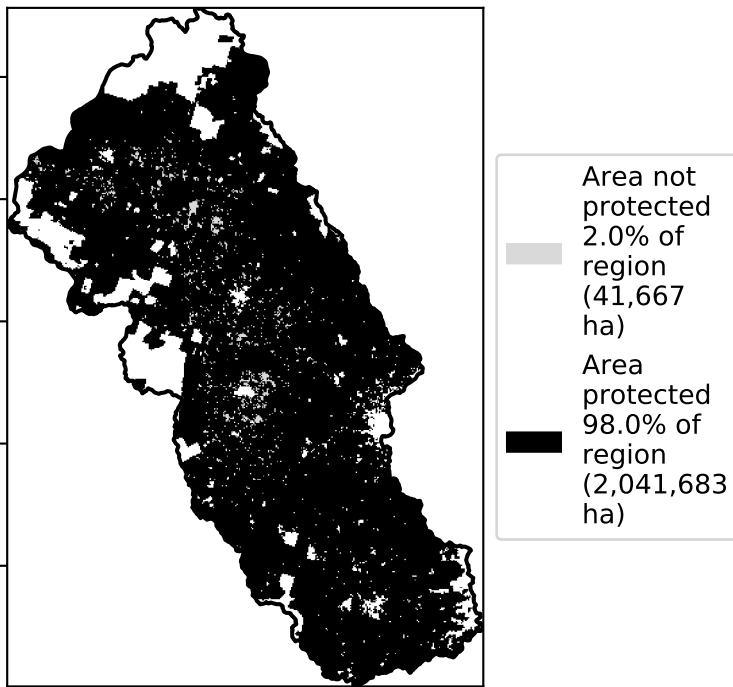 Area not
protected
2.0% of
region
(41,667
ha)
Area
protected
98.0% of
region
(2,041,683
ha)